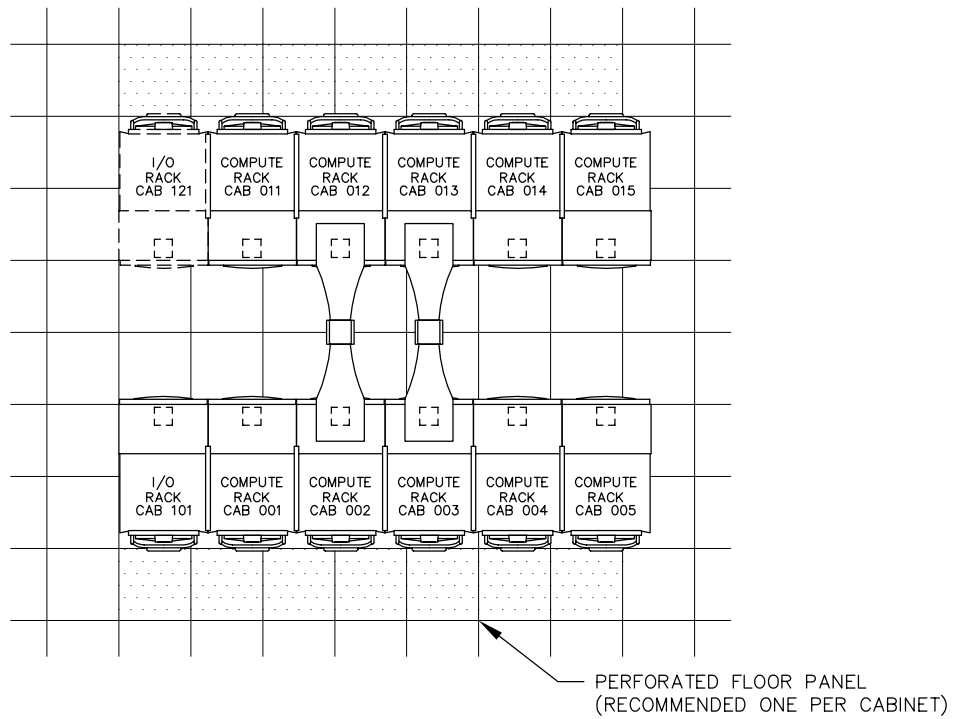 I/O
RACK
CAB 121
COMPUTE
RACK
CAB 011
COMPUTE
RACK
CAB 012
COMPUTE
RACK
CAB 013
COMPUTE
RACK
CAB 014
COMPUTE
RACK
CAB 015
I/O
RACK
CAB 101
COMPUTE
RACK
CAB 001
COMPUTE
RACK
CAB 002
COMPUTE
RACK
CAB 003
COMPUTE
RACK
CAB 004
COMPUTE
RACK
CAB 005
PERFORATED FLOOR PANEL
(RECOMMENDED ONE PER CABINET)